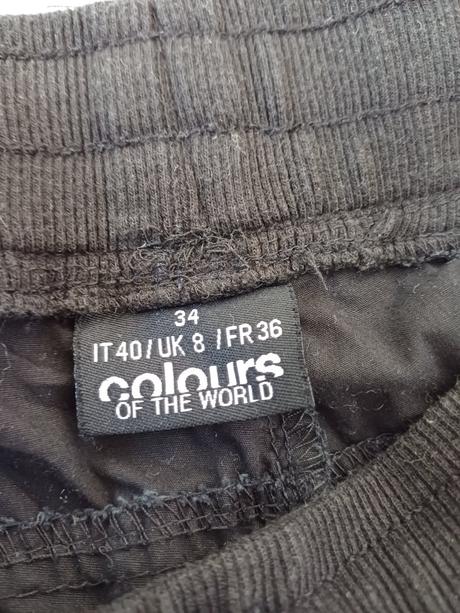 34
IT 40 / UK 8 / FR 36
colours
OF THE WORLD